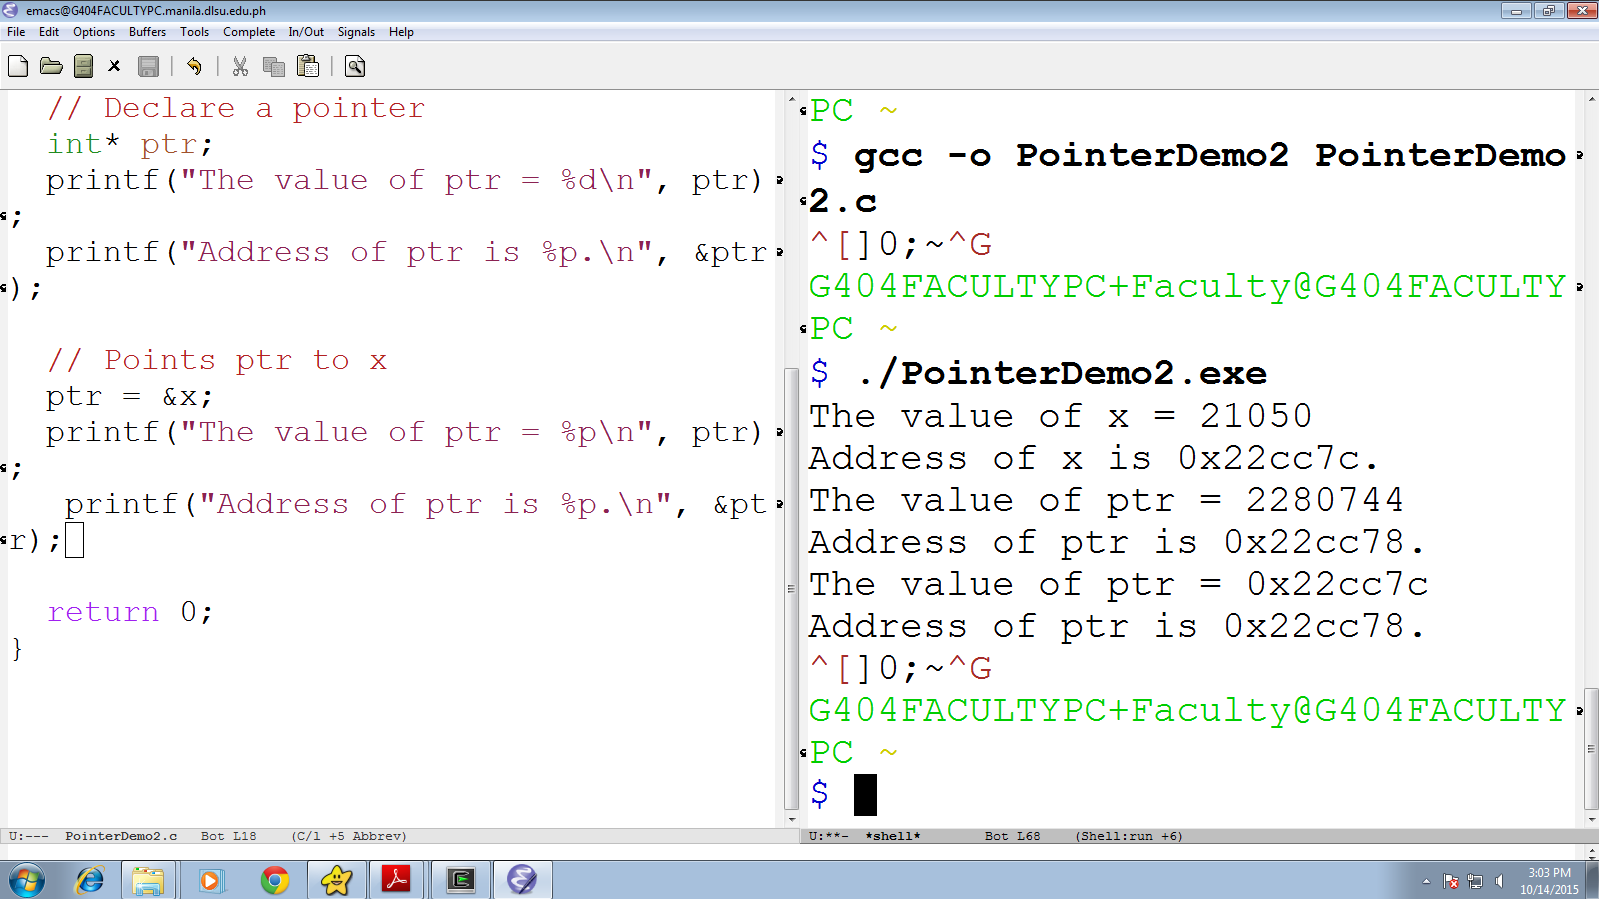 emacs@G404FACULTYPC.manila.dlsu.edu.ph
File Edit Options Buffers Tools Complete In/Out Signals Help
// Declare a pointer
int* ptr;
printf("The value of ptr = %d\n", ptr)
;
printf("Address of ptr is %p.\n", &ptr
);
// Points ptr to x
ptr = &x;
printf("The value of ptr = %p\n", ptr)
;
printf("Address of ptr is %p.\n", &pt
r);
return 0;
}
U:--- PointerDemo2.c Bot L18 (C/l +5 Abbrev)
PC ~
$ gcc -o PointerDemo2 PointerDemo
2.c
^[]0;~^G
G404FACULTYPC+Faculty@G404FACULTY
PC ~
$ ./PointerDemo2.exe
The value of x = 21050
Address of x is 0x22cc7c.
The value of ptr = 2280744
Address of ptr is 0x22cc78.
The value of ptr = 0x22cc7c
Address of ptr is 0x22cc78.
^[]0;~^G
G404FACULTYPC+Faculty@G404FACULTY
PC ~
$
U:**- *shell* Bot L68 (Shell:run +6)
3:03 PM
10/14/2015